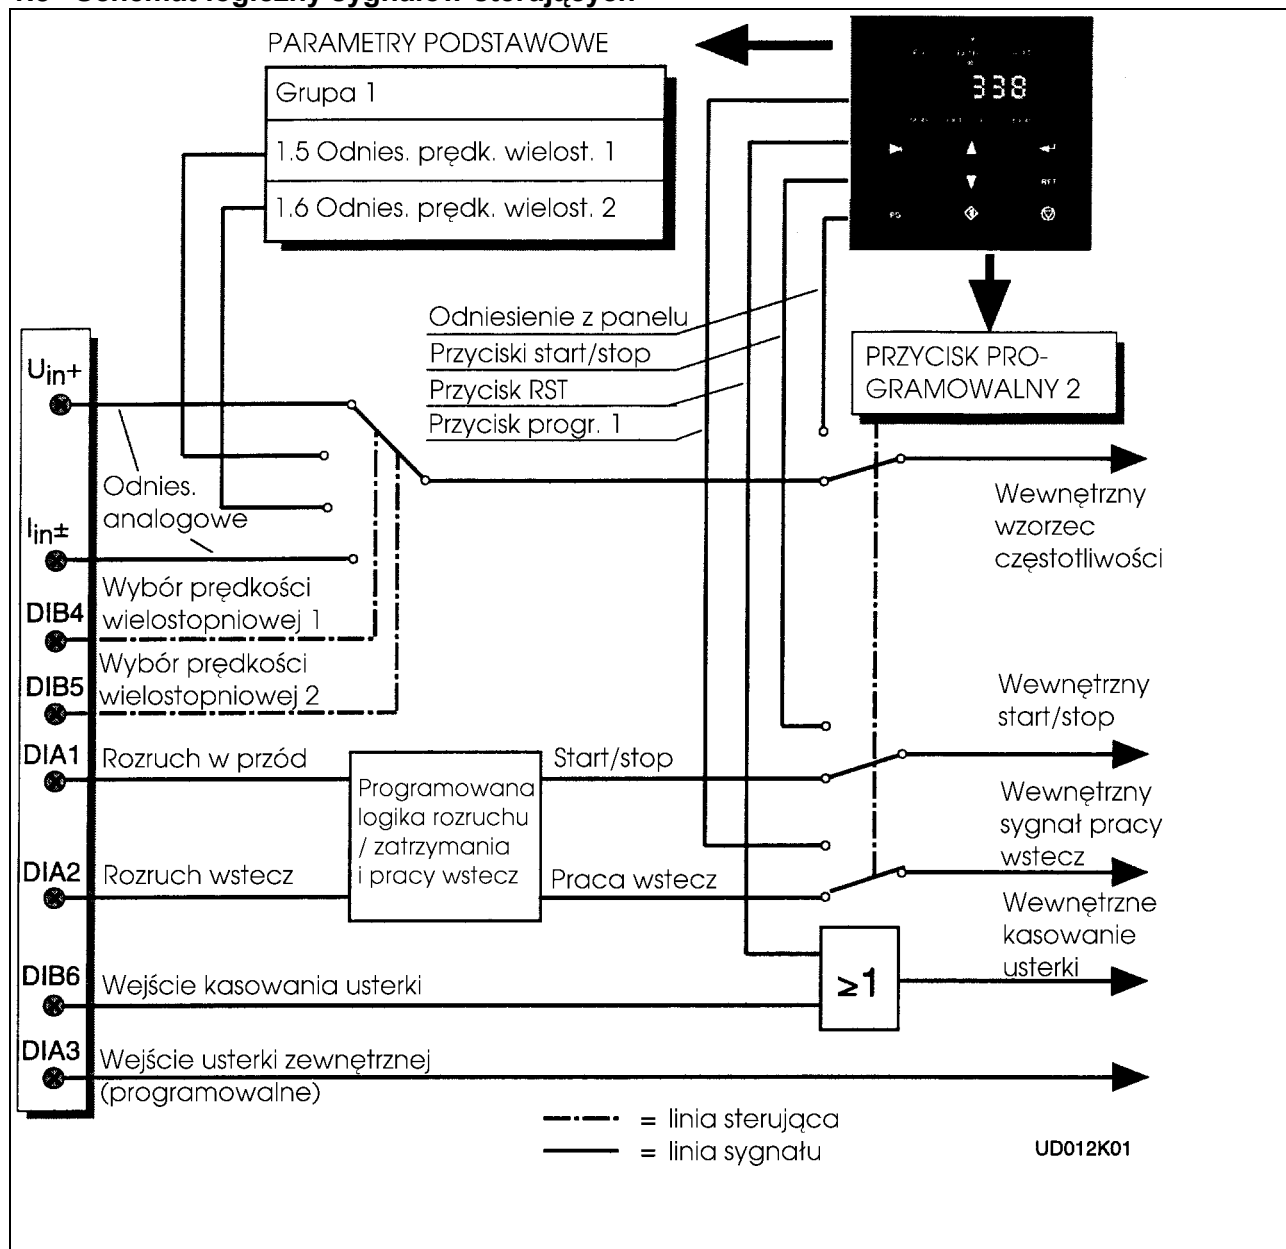 PARAMETRY PODSTAWOWE
Grupa 1
1.5 Odnies. prędk. wielost. 1
1.6 Odnies. prędk. wielost. 2
338
RST
PG
Odniesienie z panelu
Przyciski start/stop
Przycisk RST
Przycisk progr. 1
PRZYCISK PRO-
GRAMOWALNY 2
Uin+
Odnies.
analogowe
Iin±
Wybór prędkości
wielostopniowej 1
DIB4
Wybór prędkości
wielostopniowej 2
DIB5
DIA1
Rozruch w przód
DIA2
Rozruch wstecz
Programowana
logika rozruchu
/ zatrzymania
i pracy wstecz
Start/stop
Praca wstecz
Wewnętrzny
wzorzec
częstotliwości
Wewnętrzny
start/stop
Wewnętrzny
sygnał pracy
wstecz
Wewnętrzne
kasowanie
usterki
DIB6
Wejście kasowania usterki
≥1
DIA3
Wejście usterki zewnętrznej
(programowalne)
= linia sterująca
= linia sygnału
UD012K01